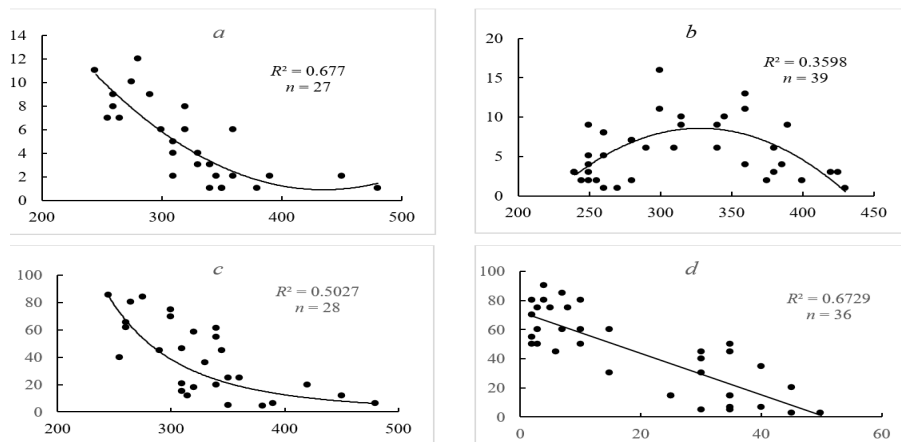 a
14
12
10
8
6
4
2
0
R² = 0.677
n = 27
200 300 400 500
b
20
15
10
5
0
R² = 0.3598
n = 39
200 250 300 350 400 450
c
100
80
60
40
20
0
R² = 0.5027
n = 28
200 300 400 500
d
100
80
60
40
20
0
R² = 0.6729
n = 36
0 20 40 60